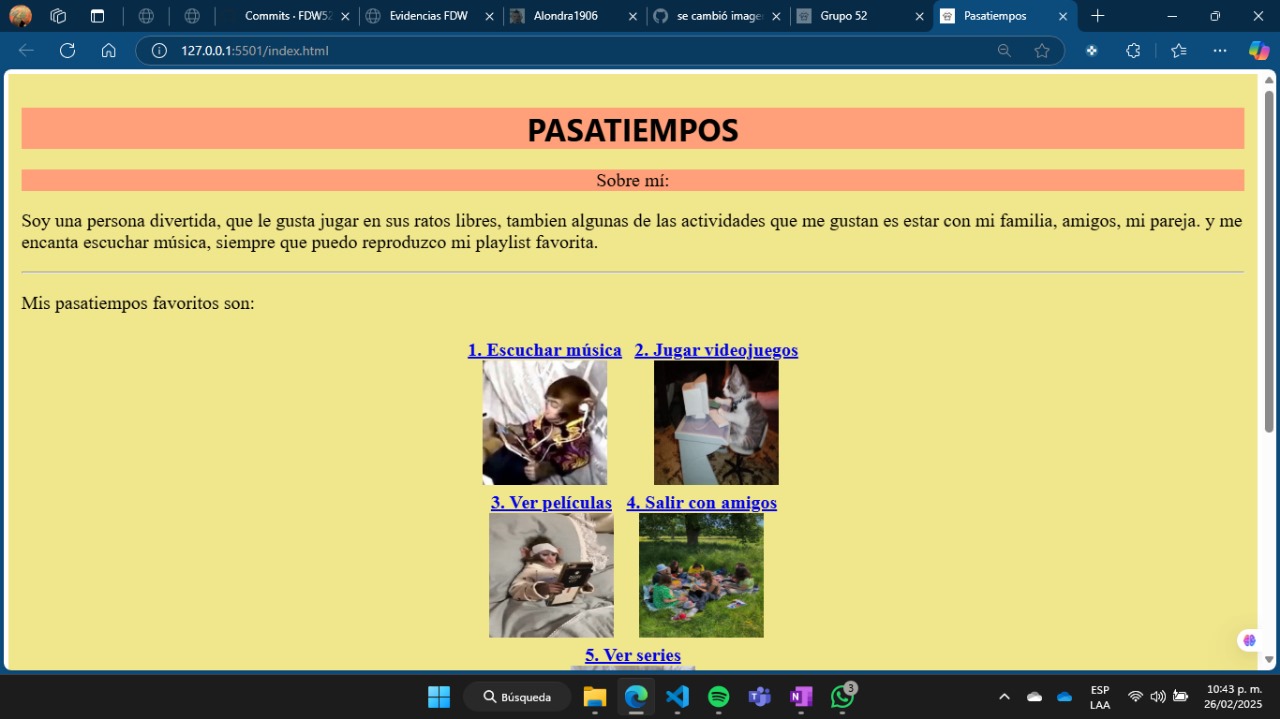 Commits · FDW52
Evidencias FDW
Alondra1906
se cambió image
Grupo 52
Pasatiempos
127.0.0.1:5501/index.html
PASATIEMPOS
Sobre mí:
Soy una persona divertida, que le gusta jugar en sus ratos libres, tambien algunas de las actividades que me gustan es estar con mi familia, amigos, mi pareja. y me
encanta escuchar música, siempre que puedo reproduzco mi playlist favorita.
Mis pasatiempos favoritos son:
1. Escuchar música 2. Jugar videojuegos
3. Ver películas 4. Salir con amigos
5. Ver series
Búsqueda
3
ESP
LAA
10:43 p. m.
26/02/2025